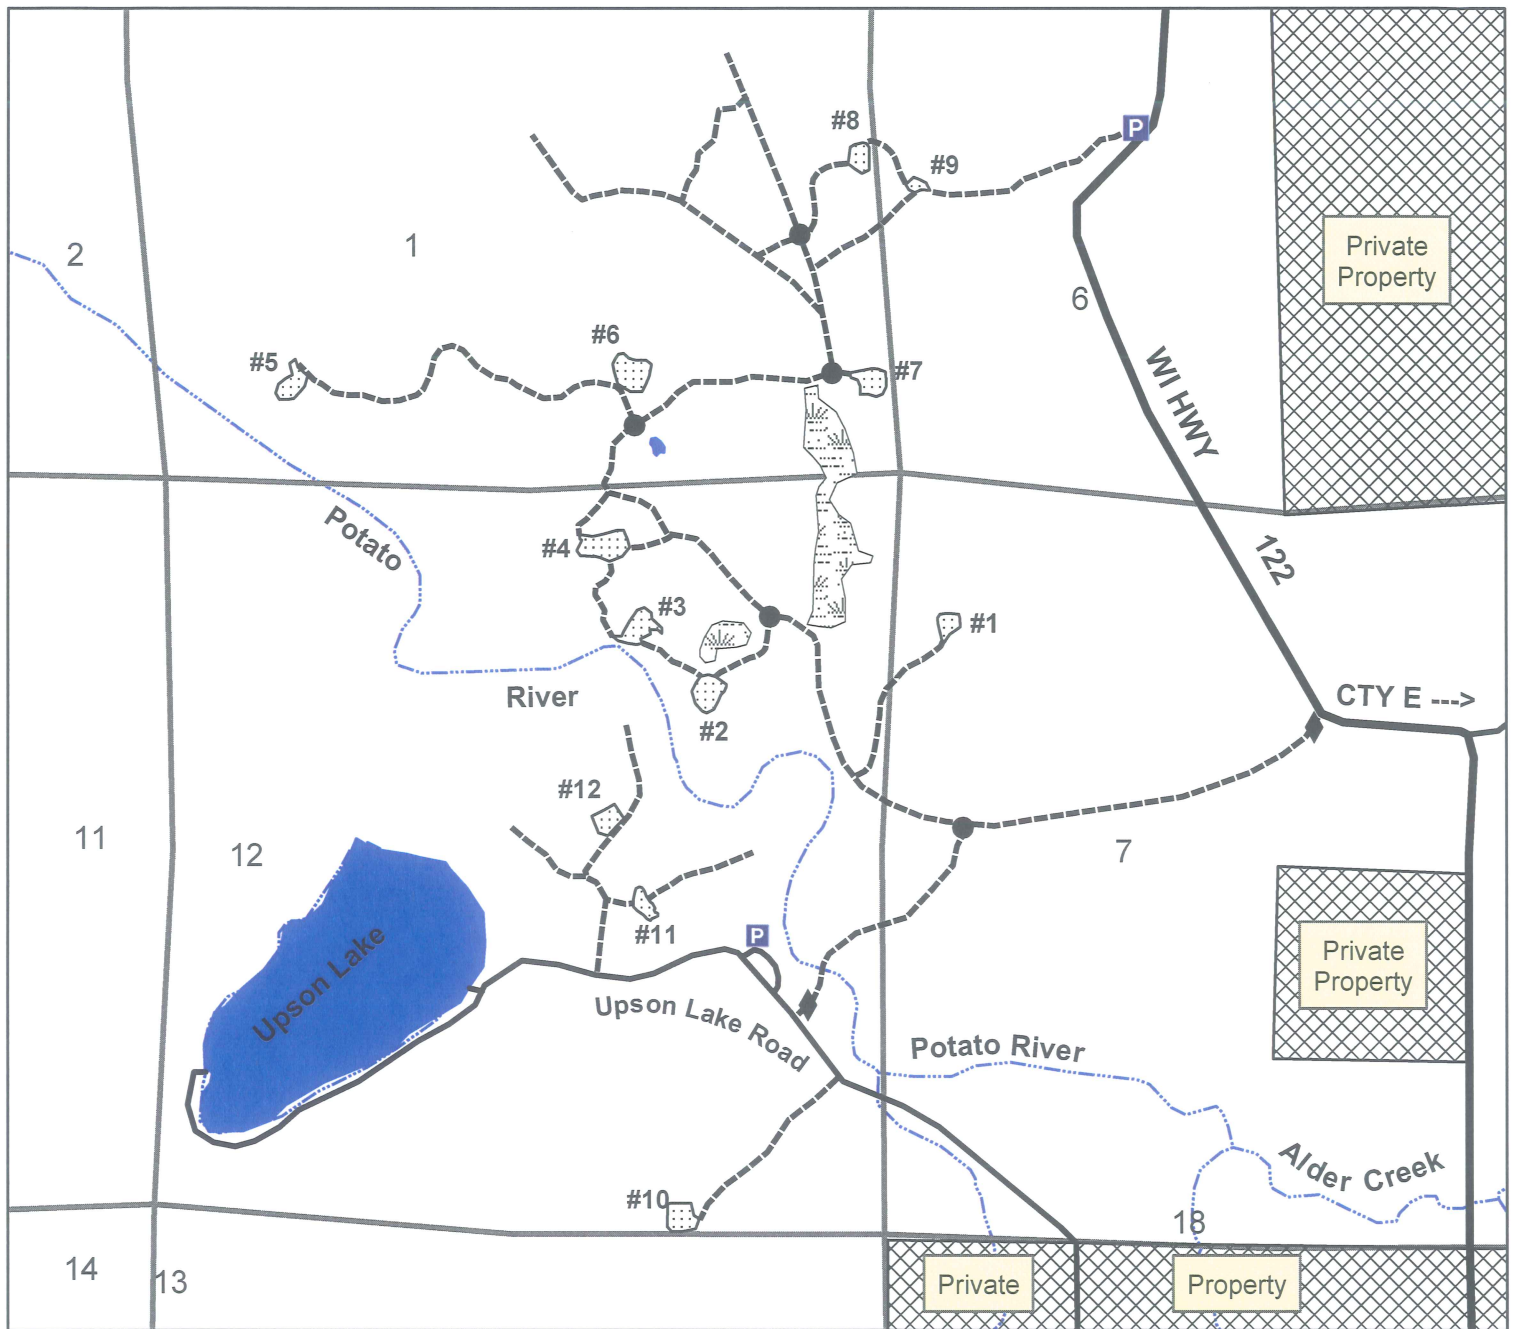 P
#8
#9
2
1
Private
Property
6
#6
#5
#7
WI HWY
Potato
#4
122
#3
#1
River
#2
CTY E --->
#12
11
12
7
P
#11
Upson Lake
Private
Property
Upson Lake Road
Potato River
Alder Creek
#10
18
14
13
Private
Property